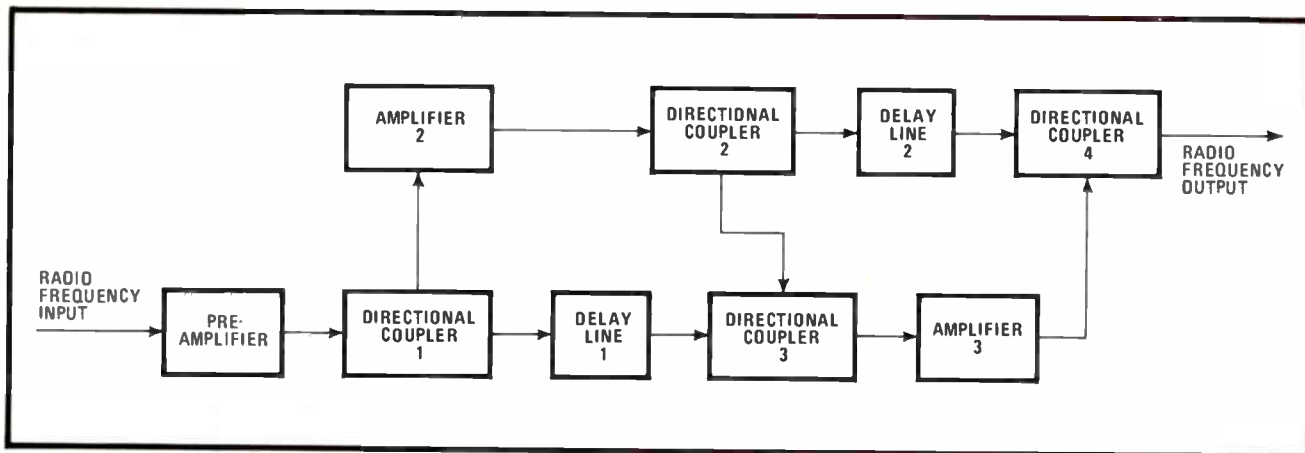 AMPLIFIER
2
DIRECTIONAL
COUPLER
2
DELAY
LINE
2
DIRECTIONAL
COUPLER
4
RADIO
FREQUENCY
OUTPUT
RADIO
FREQUENCY
INPUT
PRE-
AMPLIFIER
DIRECTIONAL
COUPLER
1
DELAY
LINE
1
DIRECTIONAL
COUPLER
3
AMPLIFIER
3